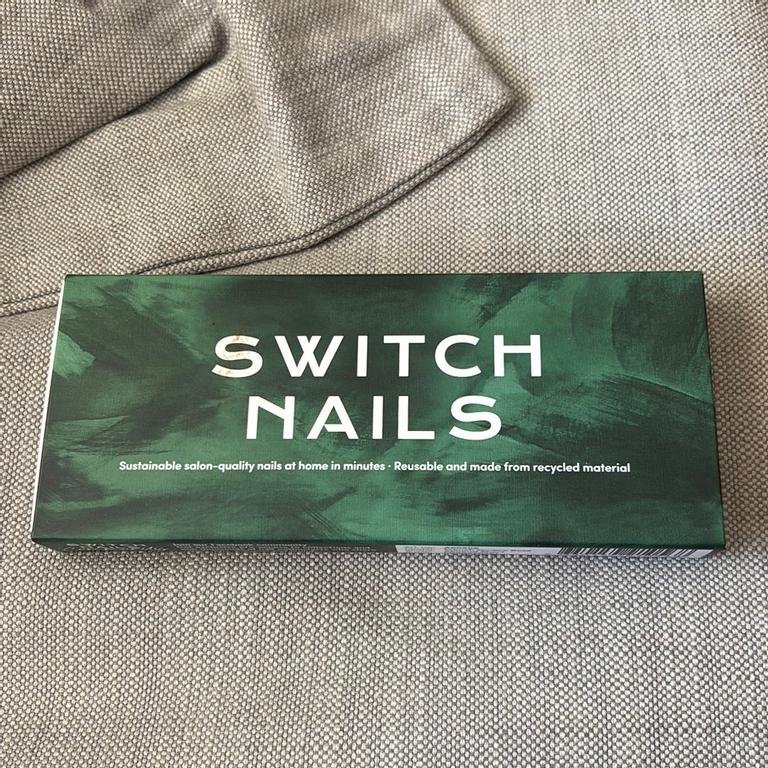 SWITCH
NAILS
Sustainable salon-quality nails at home in minutes · Reusable and made from recycled material